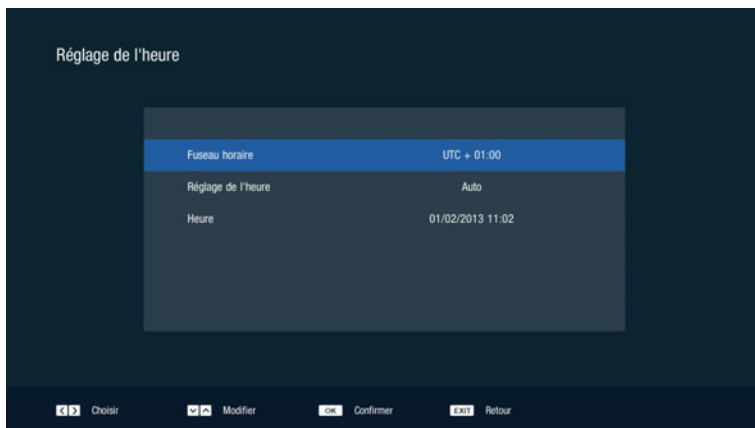 Réglage de l'heure
Fuseau horaire UTC + 01:00
Réglage de l'heure Auto
Heure 01/02/2013 11:02
Choisir Modifier OK Confirmer EXIT Retour